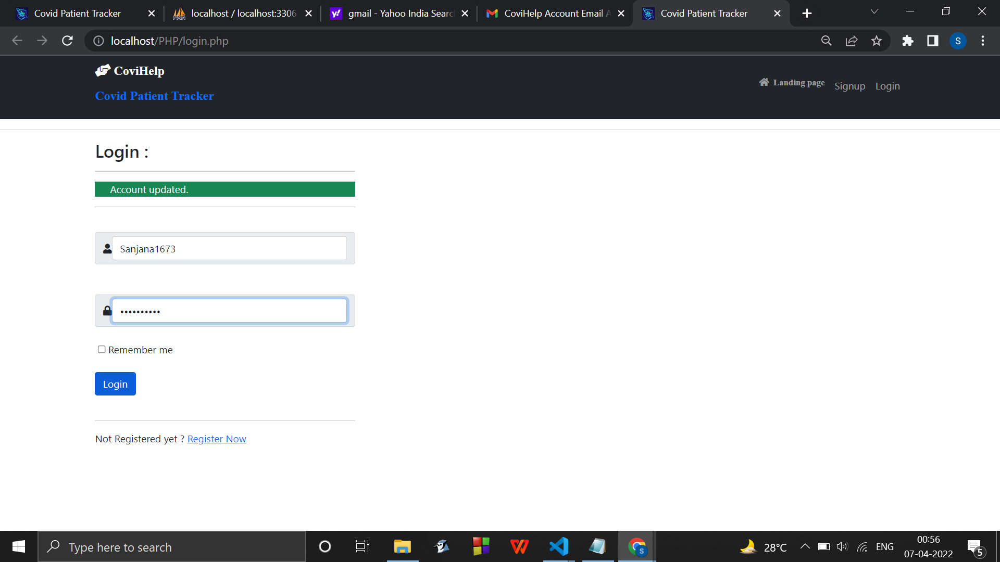 Covid Patient Tracker
localhost / localhost:3306
gmail - Yahoo India Searc
CoviHelp Account Email A
Covid Patient Tracker
localhost/PHP/login.php
S
CoviHelp
Covid Patient Tracker
Landing page
Signup
Login
Login :
Account updated.
Sanjana1673
Remember me
Login
Not Registered yet ? Register Now
Type here to search
28°C
ENG
00:56
07-04-2022
5